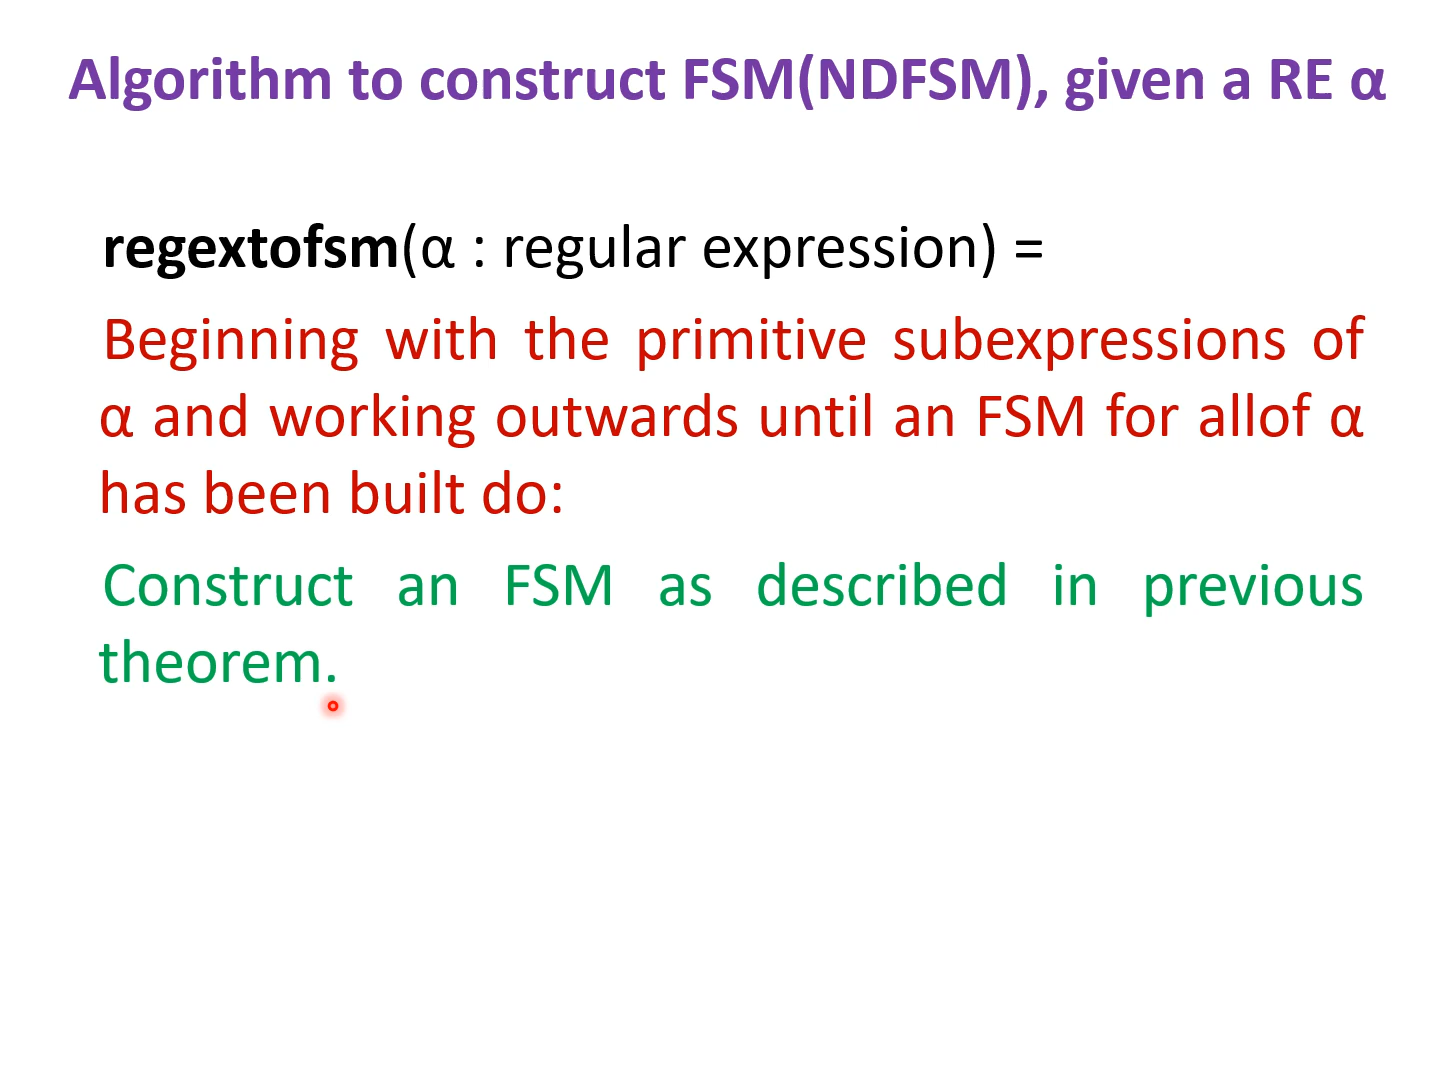 Algorithm to construct FSM(NDFSM), given a RE α
regextofsm(α : regular expression) =
Beginning with the primitive subexpressions of
α and working outwards until an FSM for allof α
has been built do:
Construct an FSM as described in previous
theorem.